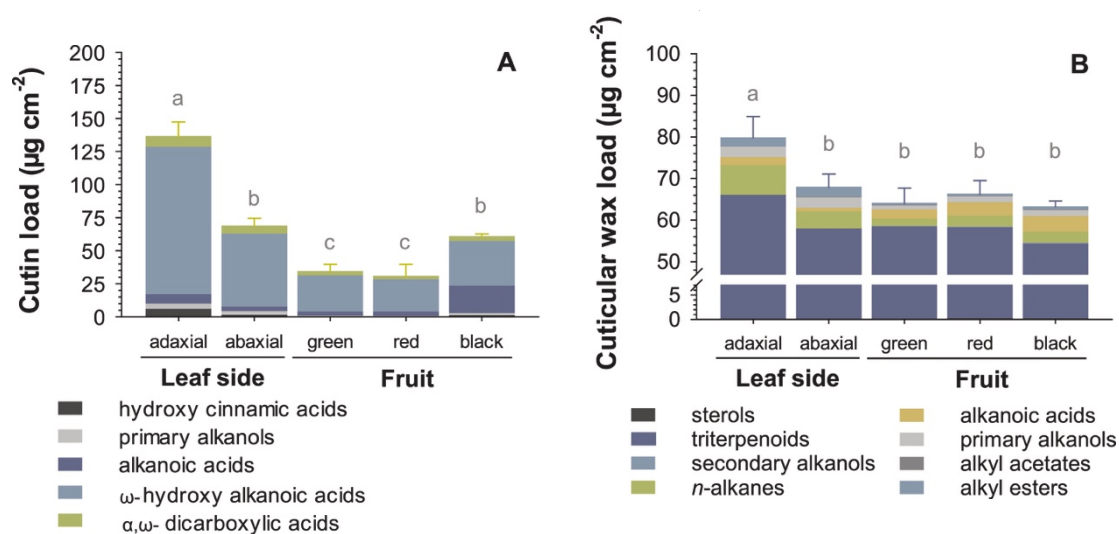 A
Cutin load (µg cm-2)
200
175
150
125
100
75
50
25
0
a
b
c
c
b
adaxial abaxial green red black
Leaf side Fruit
hydroxy cinnamic acids
primary alkanols
alkanoic acids
ω-hydroxy alkanoic acids
α,ω- dicarboxylic acids
B
Cuticular wax load (µg cm-2)
100
90
80
70
60
50
5
0
a
b
b
b
b
adaxial abaxial green red black
Leaf side Fruit
sterols
triterpenoids
secondary alkanols
n-alkanes
alkanoic acids
primary alkanols
alkyl acetates
alkyl esters